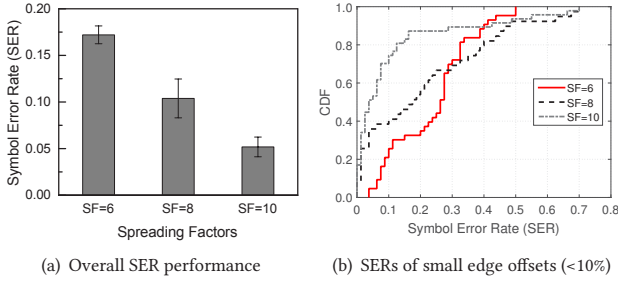 0.20
0.15
0.10
0.05
0.00
Symbol Error Rate (SER)
SF=6 SF=8 SF=10
Spreading Factors
(a) Overall SER performance
1.0
0.8
0.6
0.4
0.2
0.0
CDF
SF=6
SF=8
SF=10
0 0.1 0.2 0.3 0.4 0.5 0.6 0.7 0.8
Symbol Error Rate (SER)
(b) SERs of small edge offsets (<10%)